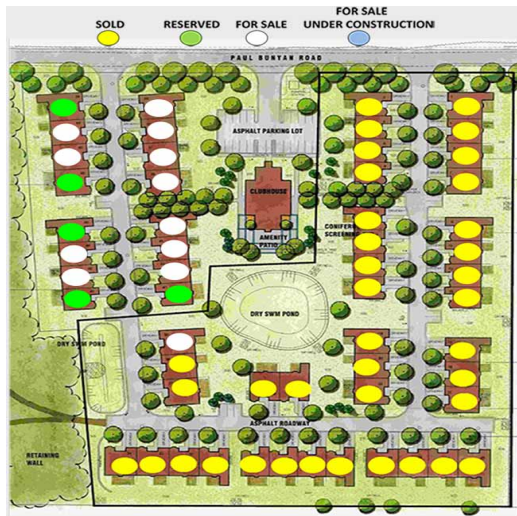 FOR SALE
SOLD RESERVED FOR SALE UNDER CONSTRUCTION
PAUL BUNYAN ROAD
ASPHALT PARKING LOT
CLUBHOUSE
AMENITY
PATIO
CONIFER
SCREENING
DRY SWM POND
DRY SWM POND
ASPHALT ROADWAY
RETAINING
WALL